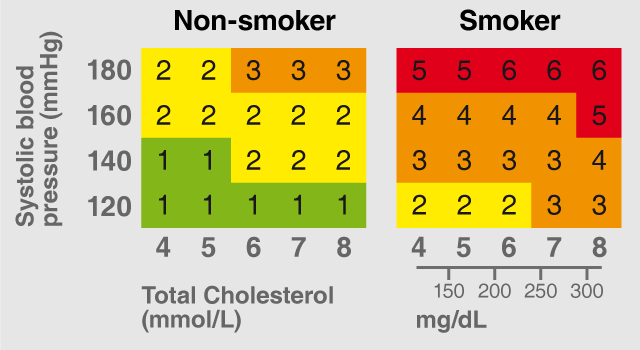 Non-smoker Smoker
Systolic blood
pressure (mmHg)
180 2 2 3 3 3 5 5 6 6 6
160 2 2 2 2 2 4 4 4 4 5
140 1 1 2 2 2 3 3 3 3 4
120 1 1 1 1 1 2 2 2 3 3
4 5 6 7 8 4 5 6 7 8
150 200 250 300
Total Cholesterol
(mmol/L) mg/dL